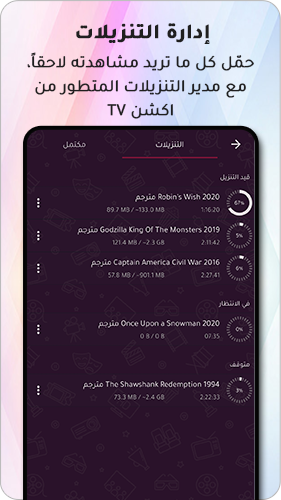 إدارة التنزيلات
حمّل كل ما تريد مشاهدته لاحقاً،
مع مدير التنزيلات المتطور من
اكشن TV
التنزيلات
مكتمل
قيد التنزيل
Robin's Wish 2020 مترجم
67%
89.7 MB / ~133.0 MB
1:16:20
Godzilla King Of The Monsters 2019 مترجم
5%
121.4 MB / ~2.3 GB
2:11:42
Captain America Civil War 2016 مترجم
6%
57.8 MB / ~901.1 MB
2:27:41
في الانتظار
Once Upon a Snowman 2020 مترجم
0%
0 B / 0 B
07:35
متوقف
The Shawshank Redemption 1994 مترجم
3%
73.3 MB / ~2.4 GB
2:22:33